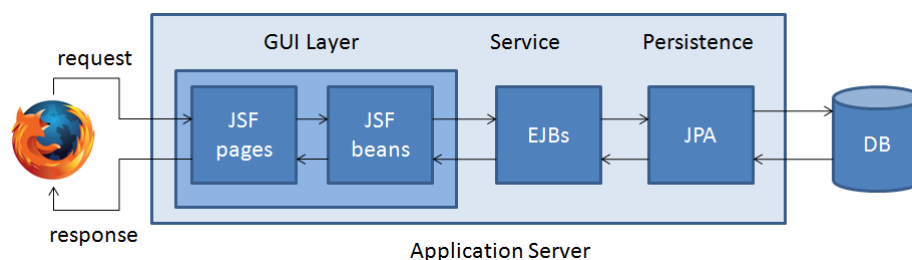 GUI Layer
Service
Persistence
request
JSF
pages
JSF
beans
EJBs
JPA
DB
response
Application Server